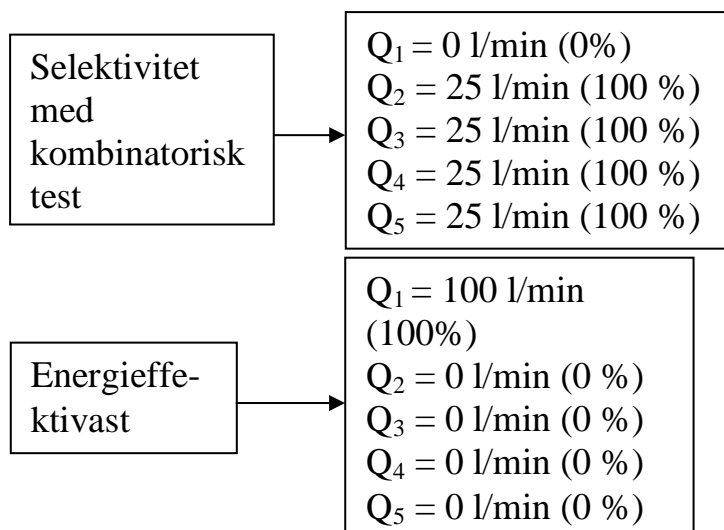 Selektivitet
med
kombinatorisk
test
Q₁ = 0 l/min (0%)
Q₂ = 25 l/min (100 %)
Q₃ = 25 l/min (100 %)
Q₄ = 25 l/min (100 %)
Q₅ = 25 l/min (100 %)
Energieffe-
ktivast
Q₁ = 100 l/min
(100%)
Q₂ = 0 l/min (0 %)
Q₃ = 0 l/min (0 %)
Q₄ = 0 l/min (0 %)
Q₅ = 0 l/min (0 %)